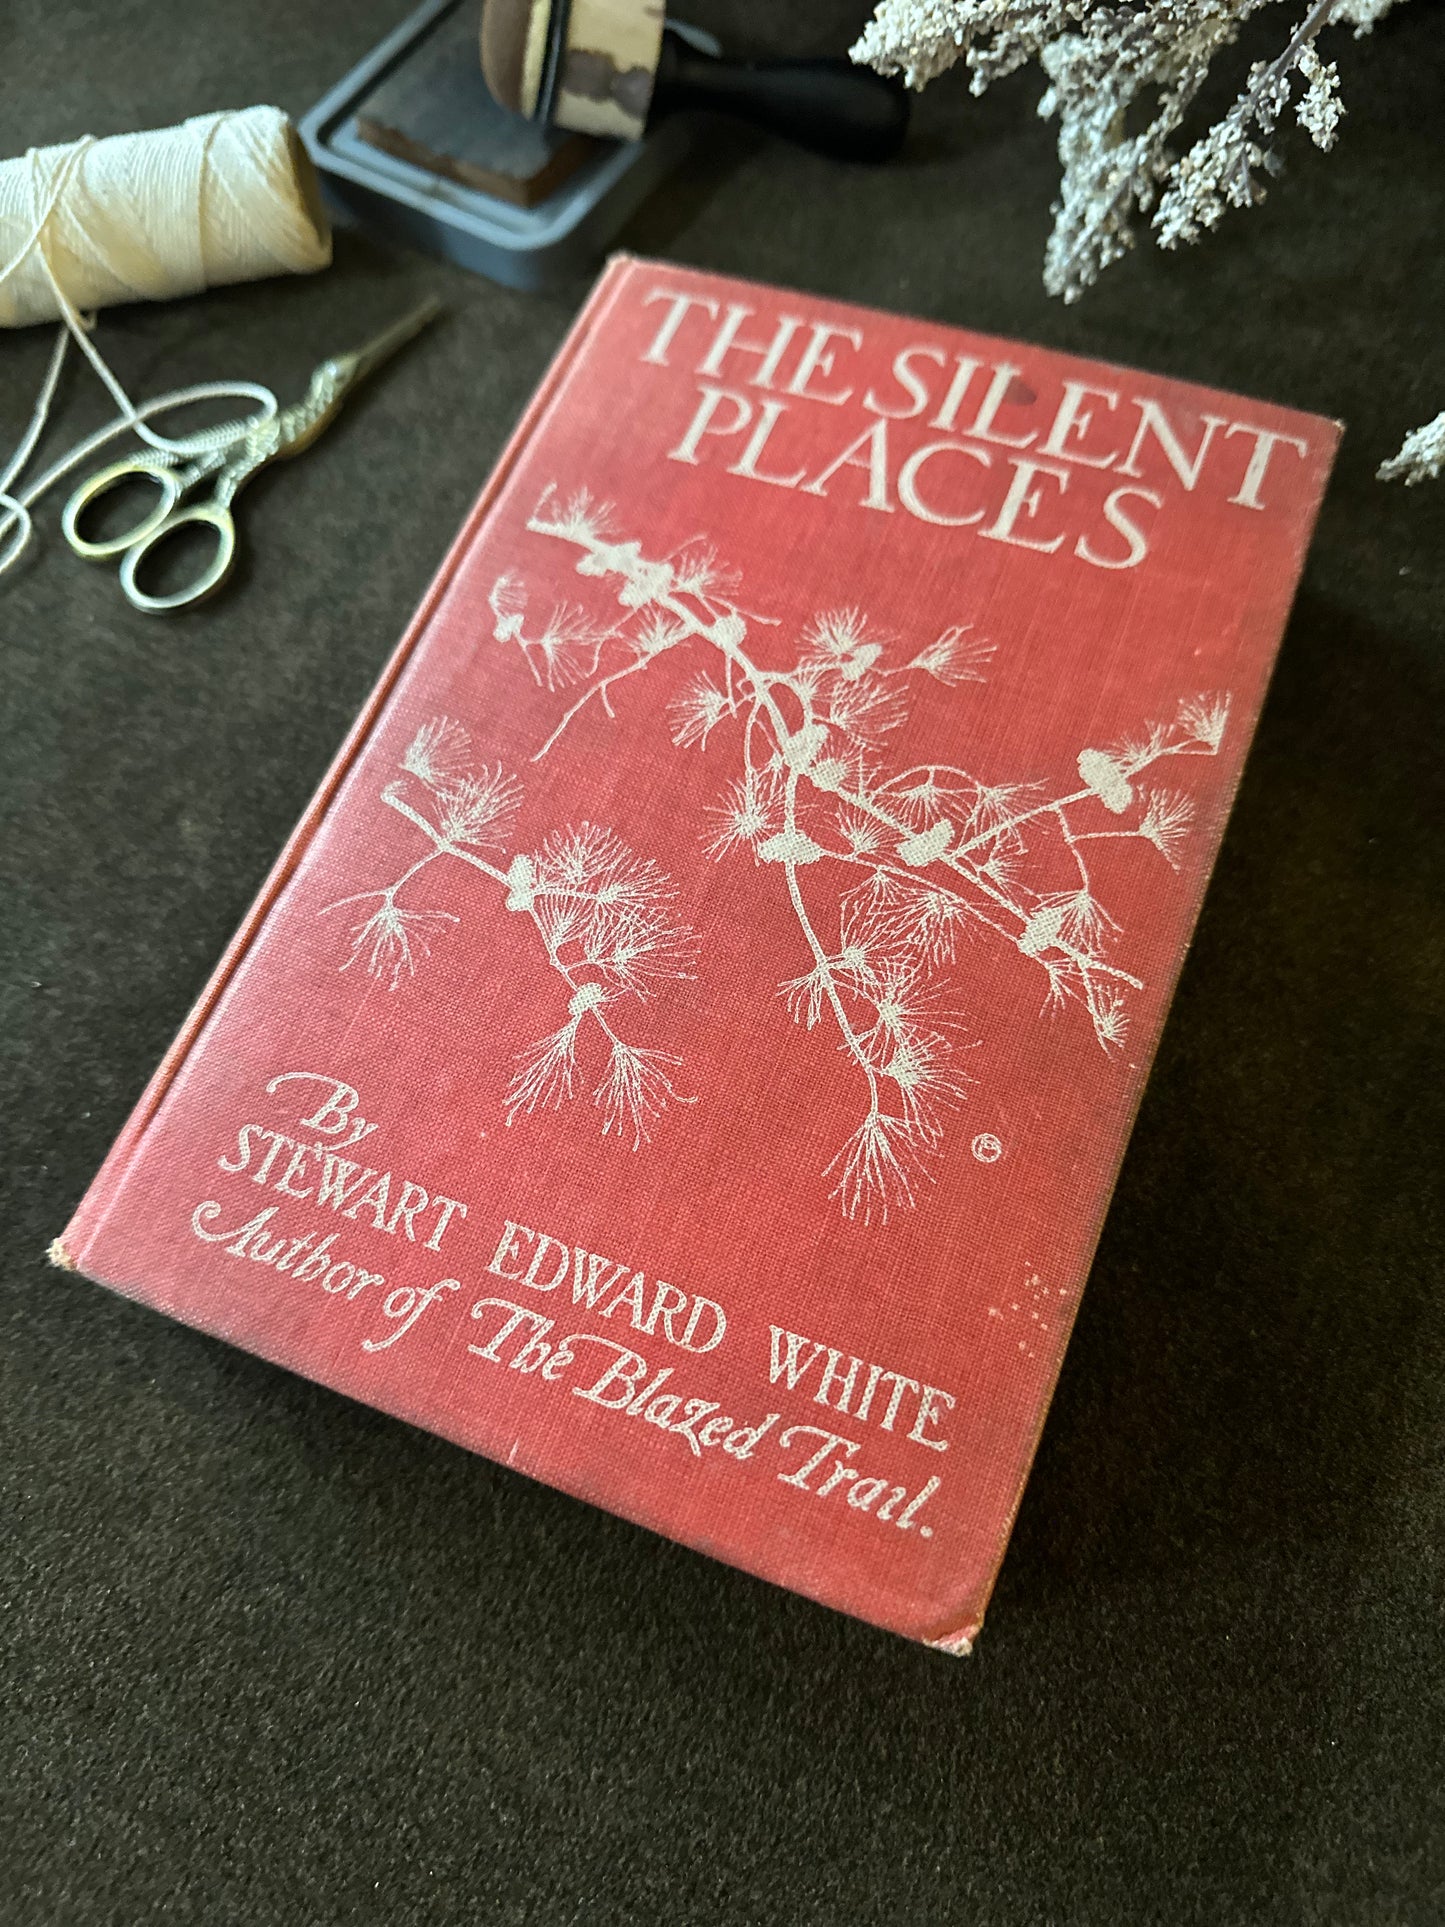 THE SILENT
PLACES
By
STEWART EDWARD WHITE
Author of The Blazed Trail.